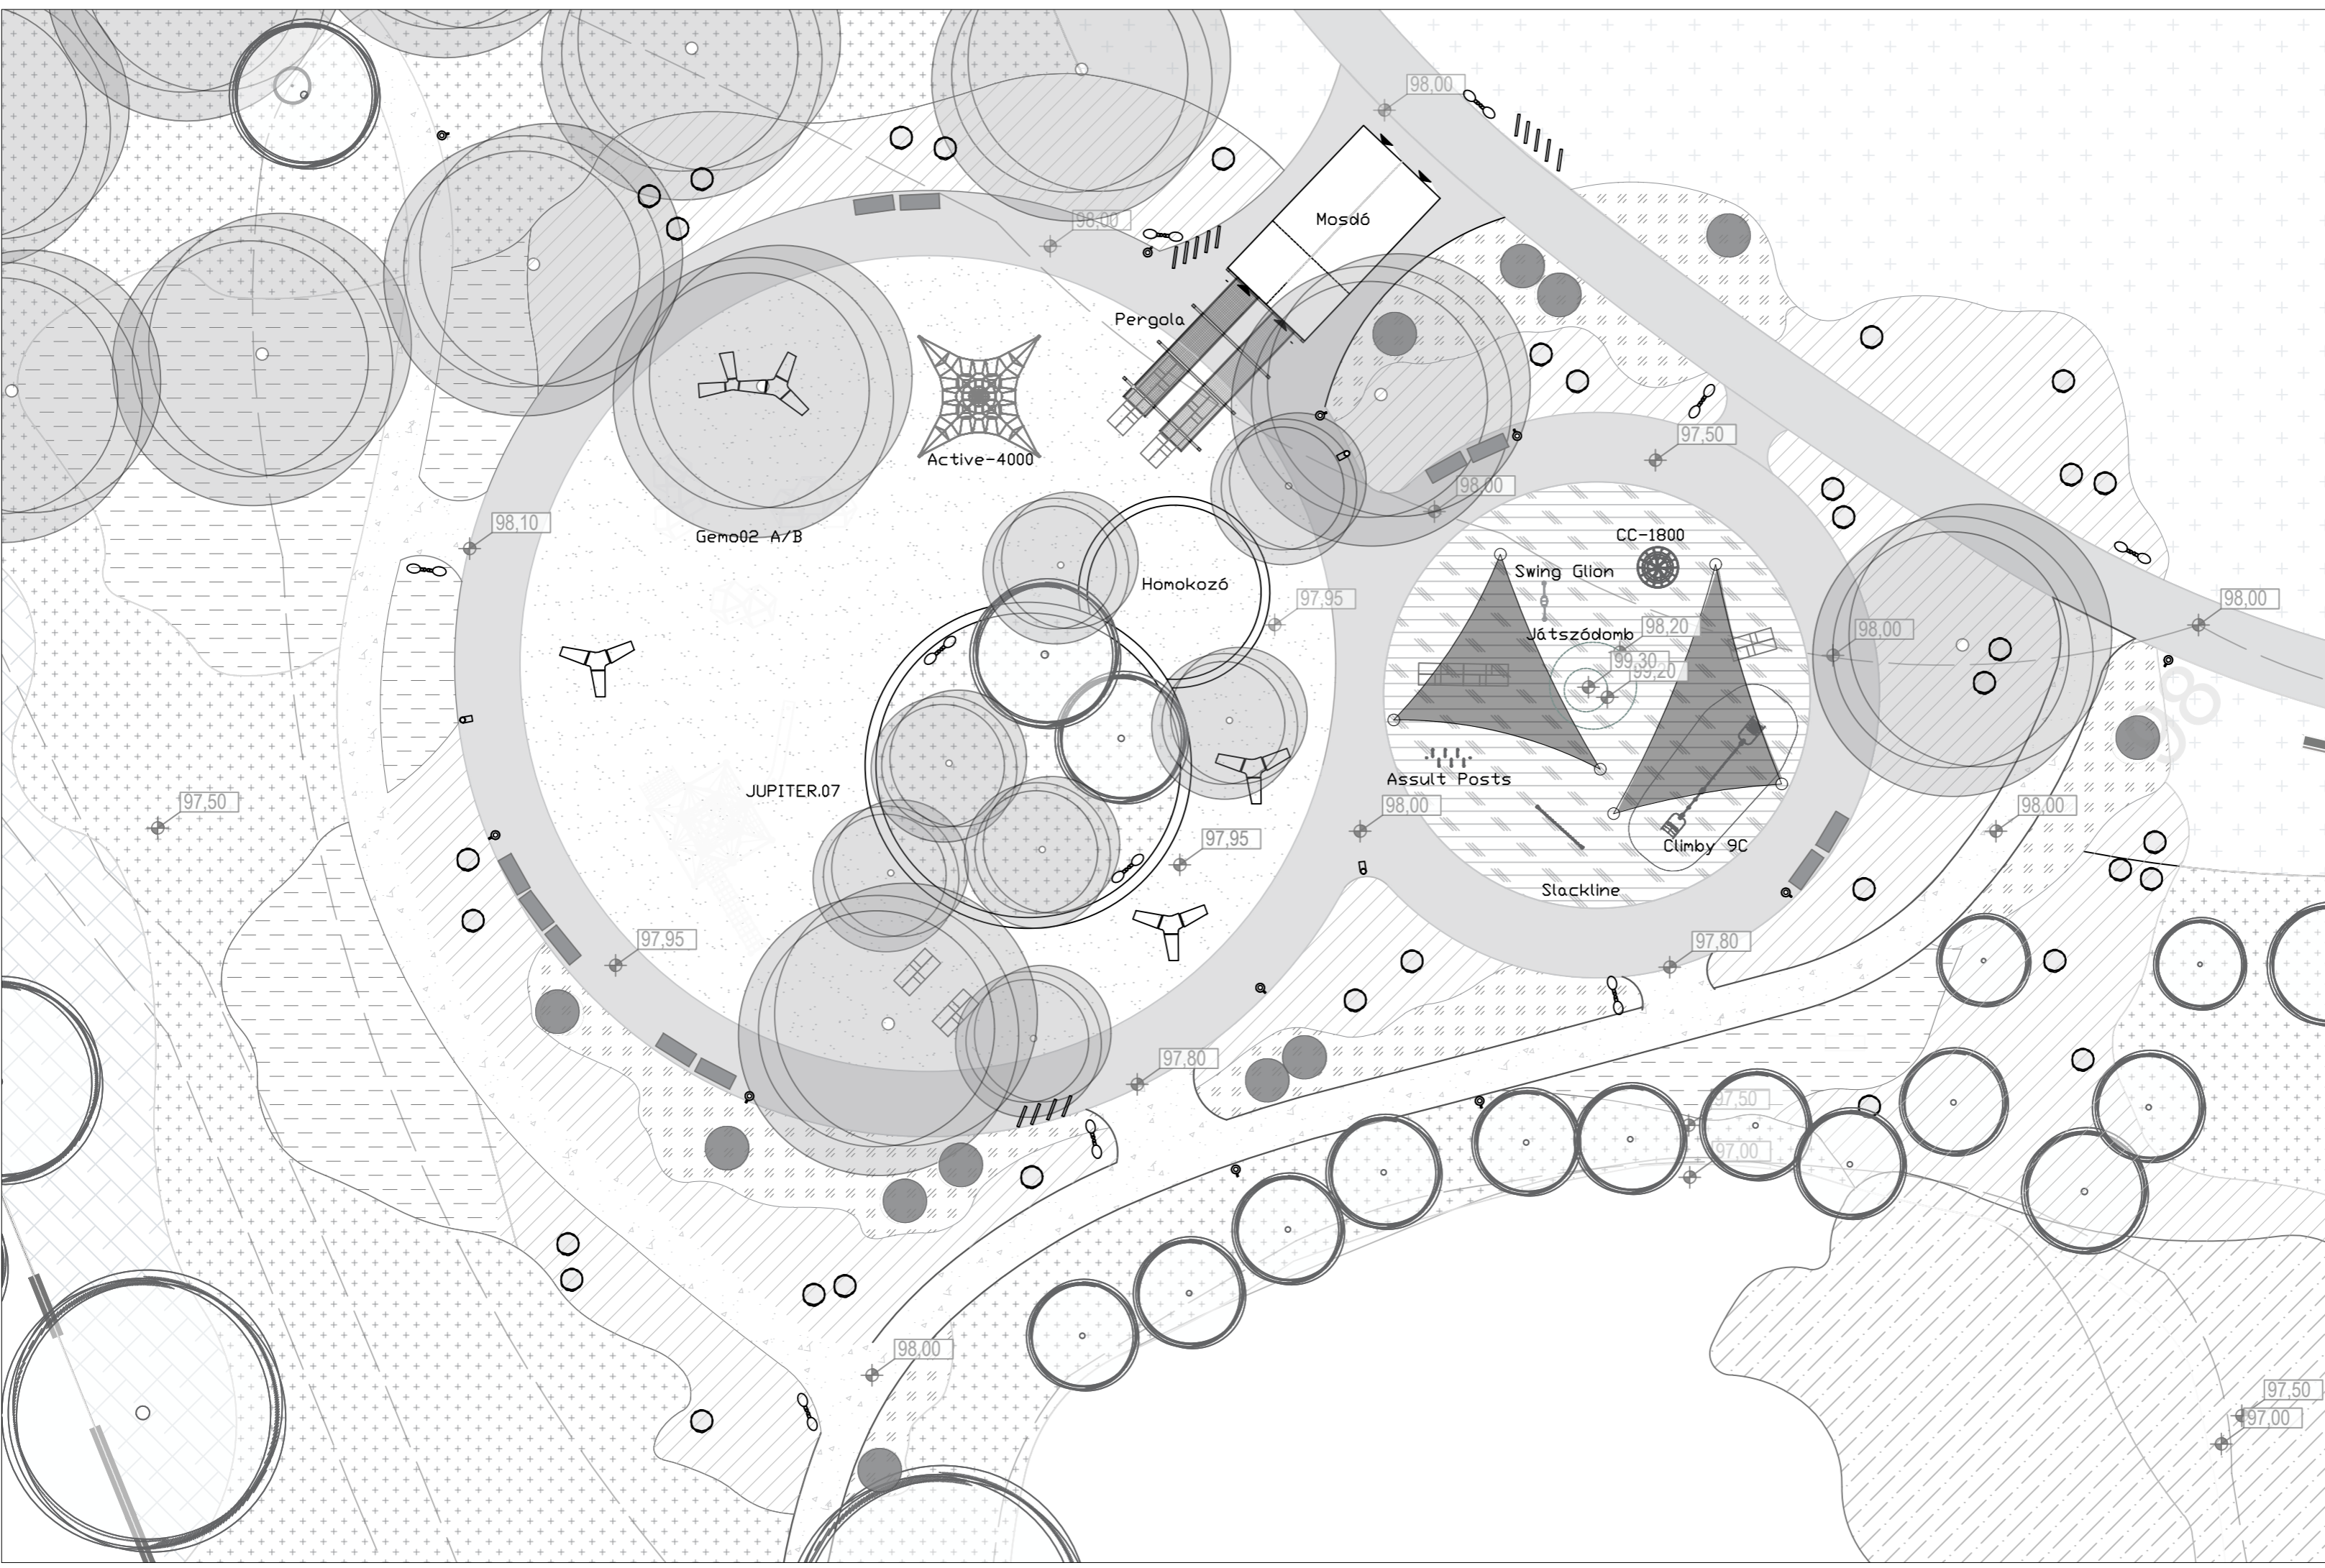 98,00
98,00
Mosdó
Pergola
Active-4000
97,50
98,00
98,10
Gemo02 A/B
CC-1800
Swing Glion
Homokozó
97,95
Játszódomb
98,20
98,00
98,00
99,30
99,20
98
JUPITER.07
Assult Posts
97,50
98,00
98,00
97,95
Climby 9C
Slackline
97,95
97,80
97,80
97,50
97,00
98,00
97,50
97,00